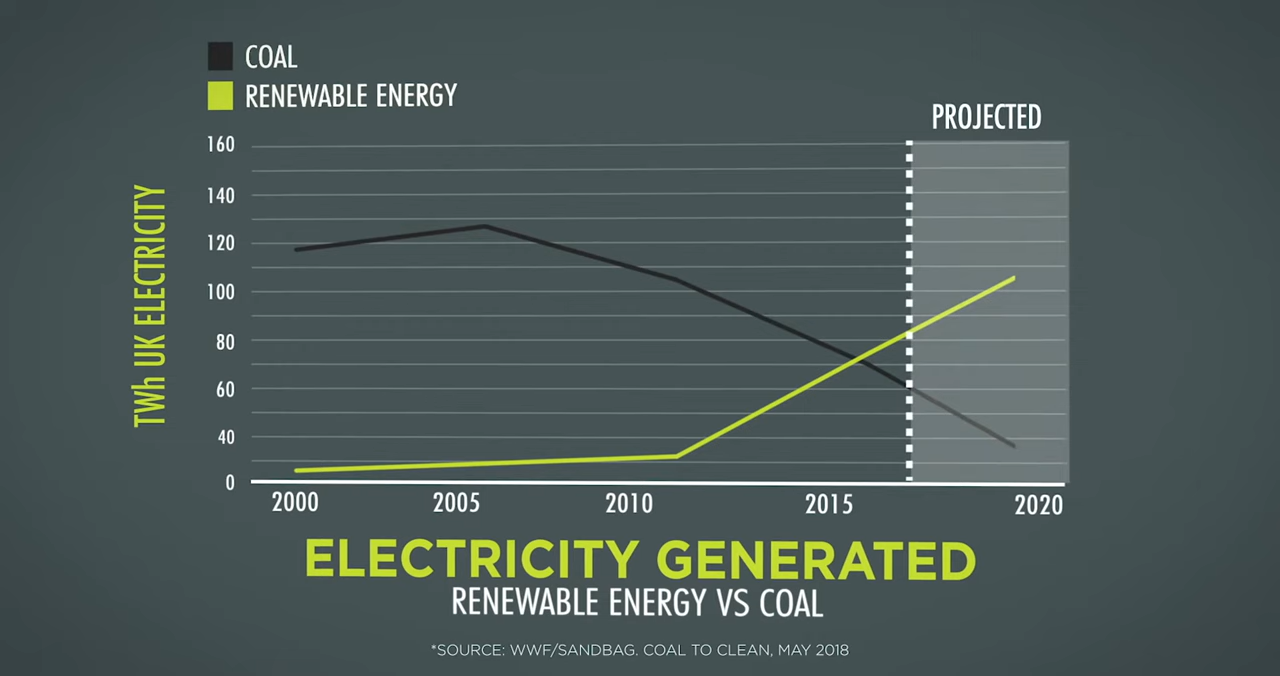 COAL
RENEWABLE ENERGY
PROJECTED
160
140
120
100
80
60
40
0
TWh UK ELECTRICITY
2000 2005 2010 2015 2020
ELECTRICITY GENERATED
RENEWABLE ENERGY VS COAL
*SOURCE: WWF/SANDBAG. COAL TO CLEAN, MAY 2018